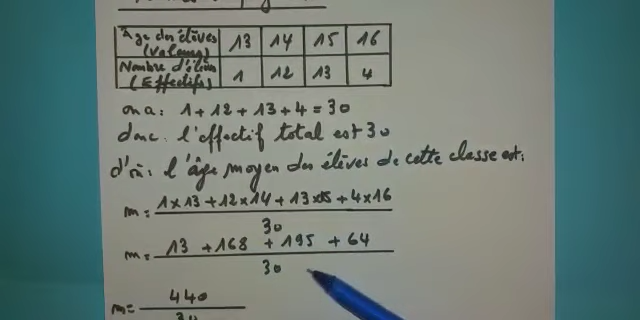 Âge des élèves (Valeurs) 13 14 15 16
Nombre d'élèves (Effectifs) 1 12 13 4
on a: 1+12+13+4=30
donc. l'effectif total est 30
d'où: l'âge moyen des élèves de cette classe est:
m= 1×13+12×14+13×15+4×16
30
m= 13 +168 +195 +64
30
m= 440
30